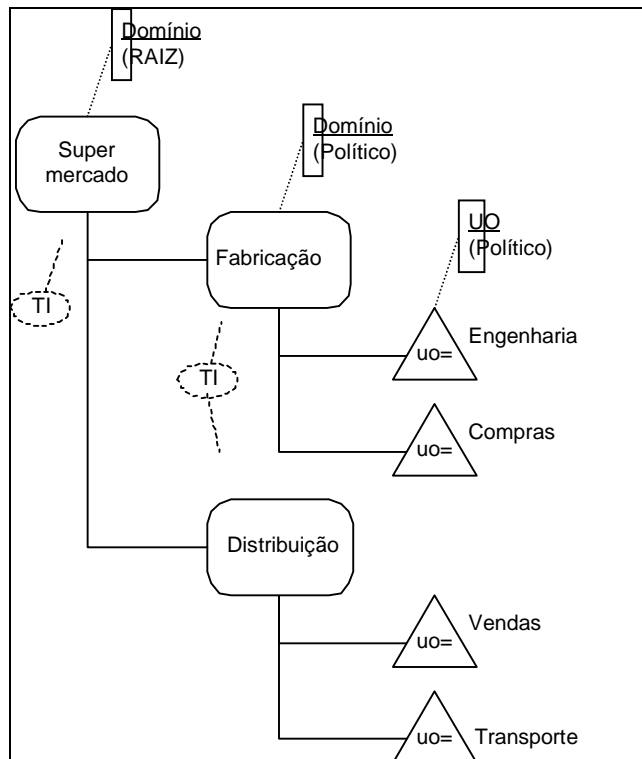 Domínio
(RAIZ)
Super
mercado
Domínio
(Político)
Fabricação
UO
(Político)
TI
TI
uo=
Engenharia
uo=
Compras
Distribuição
uo=
Vendas
uo=
Transporte